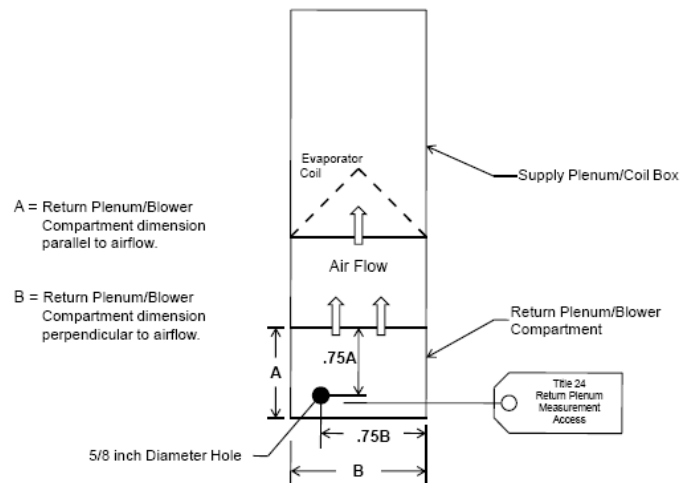 Evaporator
Coil
Supply Plenum/Coil Box
A = Return Plenum/Blower
Compartment dimension
parallel to airflow.
Air Flow
B = Return Plenum/Blower
Compartment dimension
perpendicular to airflow.
Return Plenum/Blower
Compartment
A
.75A
Title 24
Return Plenum
Measurement
Access
.75B
5/8 inch Diameter Hole
B